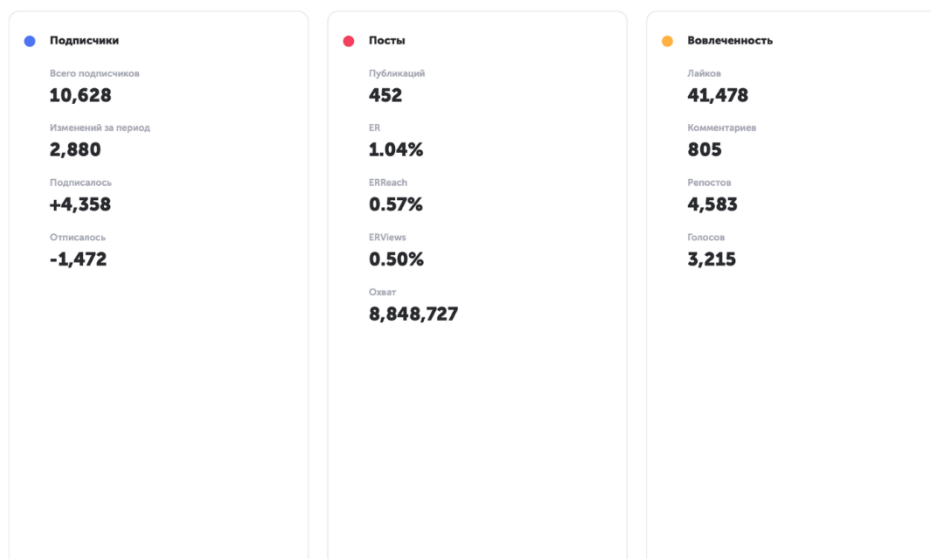 Подписчики
Всего подписчиков
10,628
Изменений за период
2,880
Подписалось
+4,358
Отписалось
-1,472
Посты
Публикаций
452
ER
1.04%
ERReach
0.57%
ERViews
0.50%
Охват
8,848,727
Вовлеченность
Лайков
41,478
Комментариев
805
Репостов
4,583
Голосов
3,215